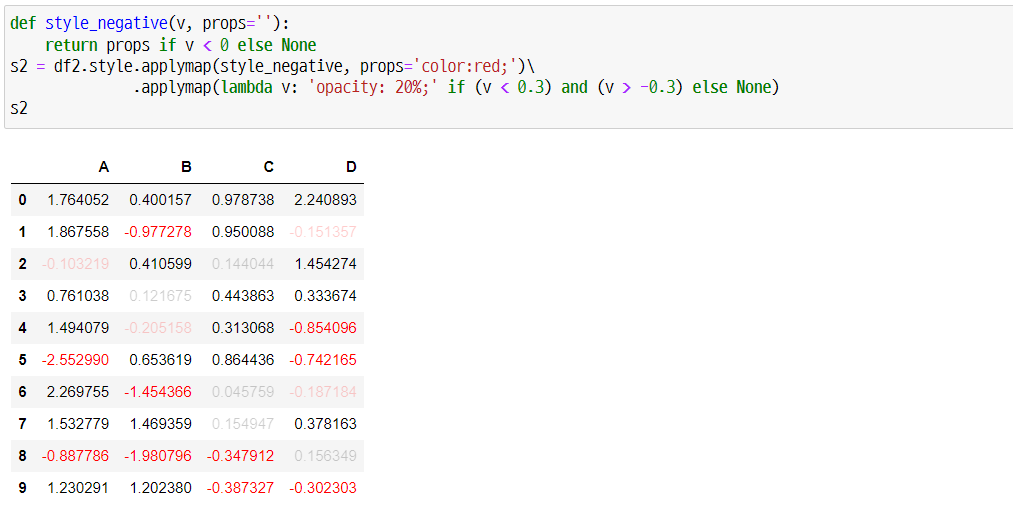 def style_negative(v, props=''):
    return props if v < 0 else None
s2 = df2.style.applymap(style_negative, props='color:red;')\
              .applymap(lambda v: 'opacity: 20%;' if (v < 0.3) and (v > -0.3) else None)
s2
A B C D
0 1.764052 0.400157 0.978738 2.240893
1 1.867558 -0.977278 0.950088 -0.151357
2 -0.103219 0.410599 0.144044 1.454274
3 0.761038 0.121675 0.443863 0.333674
4 1.494079 -0.205158 0.313068 -0.854096
5 -2.552990 0.653619 0.864436 -0.742165
6 2.269755 -1.454366 0.045759 -0.187184
7 1.532779 1.469359 0.154947 0.378163
8 -0.887786 -1.980796 -0.347912 0.156349
9 1.230291 1.202380 -0.387327 -0.302303